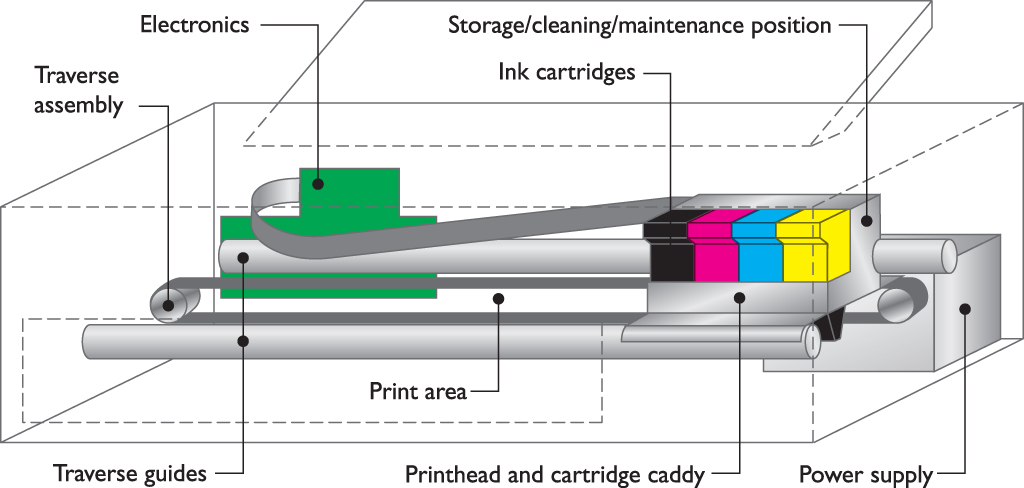 Electronics
Storage/cleaning/maintenance position
Ink cartridges
Traverse
assembly
Print area
Traverse guides
Printhead and cartridge caddy
Power supply